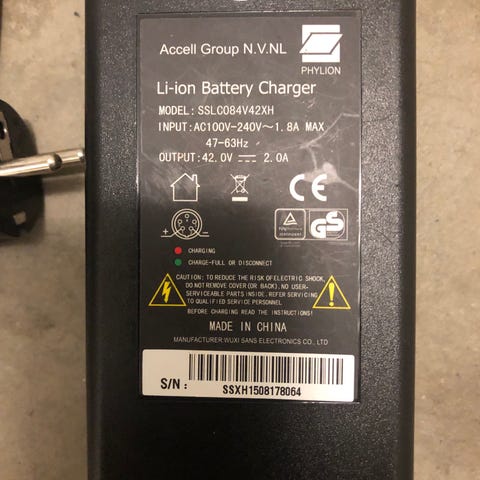 Accell Group N.V.NL
PHYLION
Li-ion Battery Charger
MODEL: SSLC084V42XH
INPUT: AC100V-240V~1.8A MAX
47-63Hz
OUTPUT: 42.0V ⎓ 2.0A
CE
GS
+ -
CHARGING
CHARGE-FULL OR DISCONNECT
CAUTION: TO REDUCE THE RISK OF ELECTRIC SHOCK,
DO NOT REMOVE COVER (OR BACK), NO USER-
SERVICEABLE PARTS INSIDE, REFER SERVICING
TO QUALIFIED SERVICE PERSONNEL
BEFORE CHARGING READ THE INSTRUCTIONS!
MADE IN CHINA
MANUFACTURER:WUXI SANS ELECTRONICS CO., LTD
S/N :
SSXH1508178064